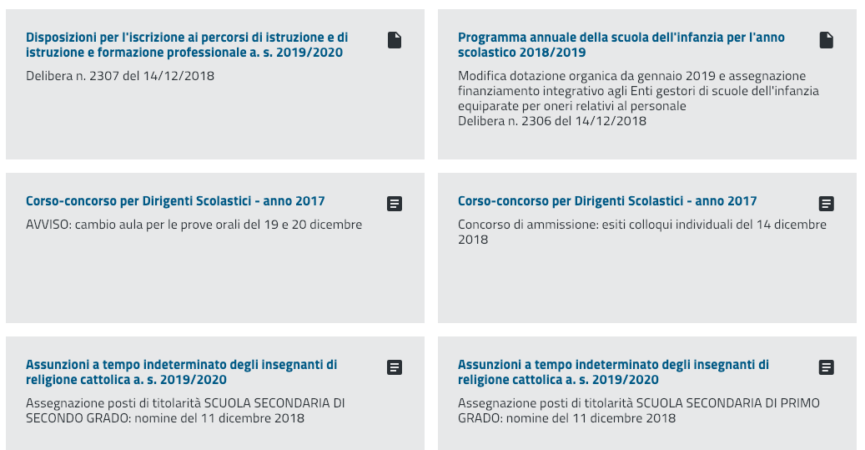 Disposizioni per l'iscrizione ai percorsi di istruzione e di
istruzione e formazione professionale a. s. 2019/2020
Delibera n. 2307 del 14/12/2018
Programma annuale della scuola dell'infanzia per l'anno
scolastico 2018/2019
Modifica dotazione organica da gennaio 2019 e assegnazione
finanziamento integrativo agli Enti gestori di scuole dell'infanzia
equiparate per oneri relativi al personale
Delibera n. 2306 del 14/12/2018
Corso-concorso per Dirigenti Scolastici - anno 2017
AVVISO: cambio aula per le prove orali del 19 e 20 dicembre
Corso-concorso per Dirigenti Scolastici - anno 2017
Concorso di ammissione: esiti colloqui individuali del 14 dicembre
2018
Assunzioni a tempo indeterminato degli insegnanti di
religione cattolica a. s. 2019/2020
Assegnazione posti di titolarità SCUOLA SECONDARIA DI
SECONDO GRADO: nomine del 11 dicembre 2018
Assunzioni a tempo indeterminato degli insegnanti di
religione cattolica a. s. 2019/2020
Assegnazione posti di titolarità SCUOLA SECONDARIA DI PRIMO
GRADO: nomine del 11 dicembre 2018